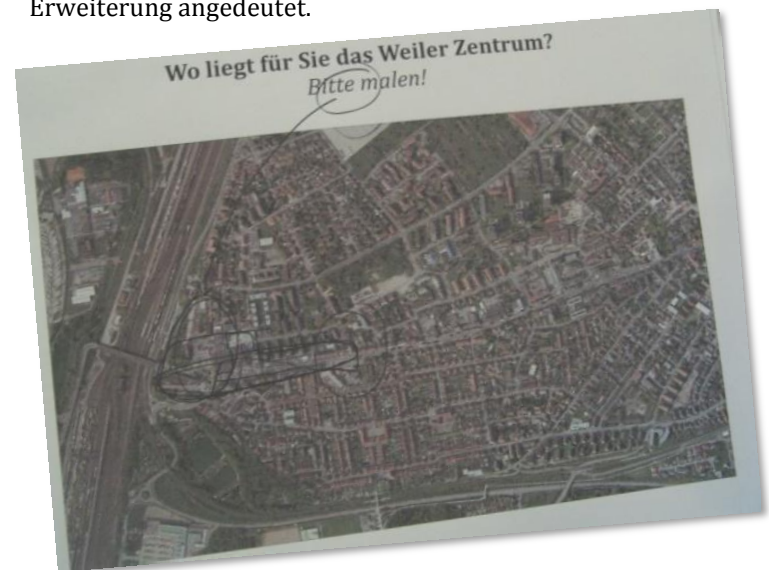 Erweiterung angedeutet.
Wo liegt für Sie das Weiler Zentrum?
Bitte malen!